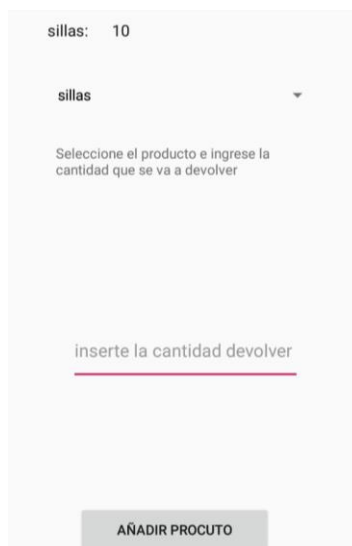 sillas: 10
sillas
Seleccione el producto e ingrese la
cantidad que se va a devolver
inserte la cantidad devolver
AÑADIR PROCUTO